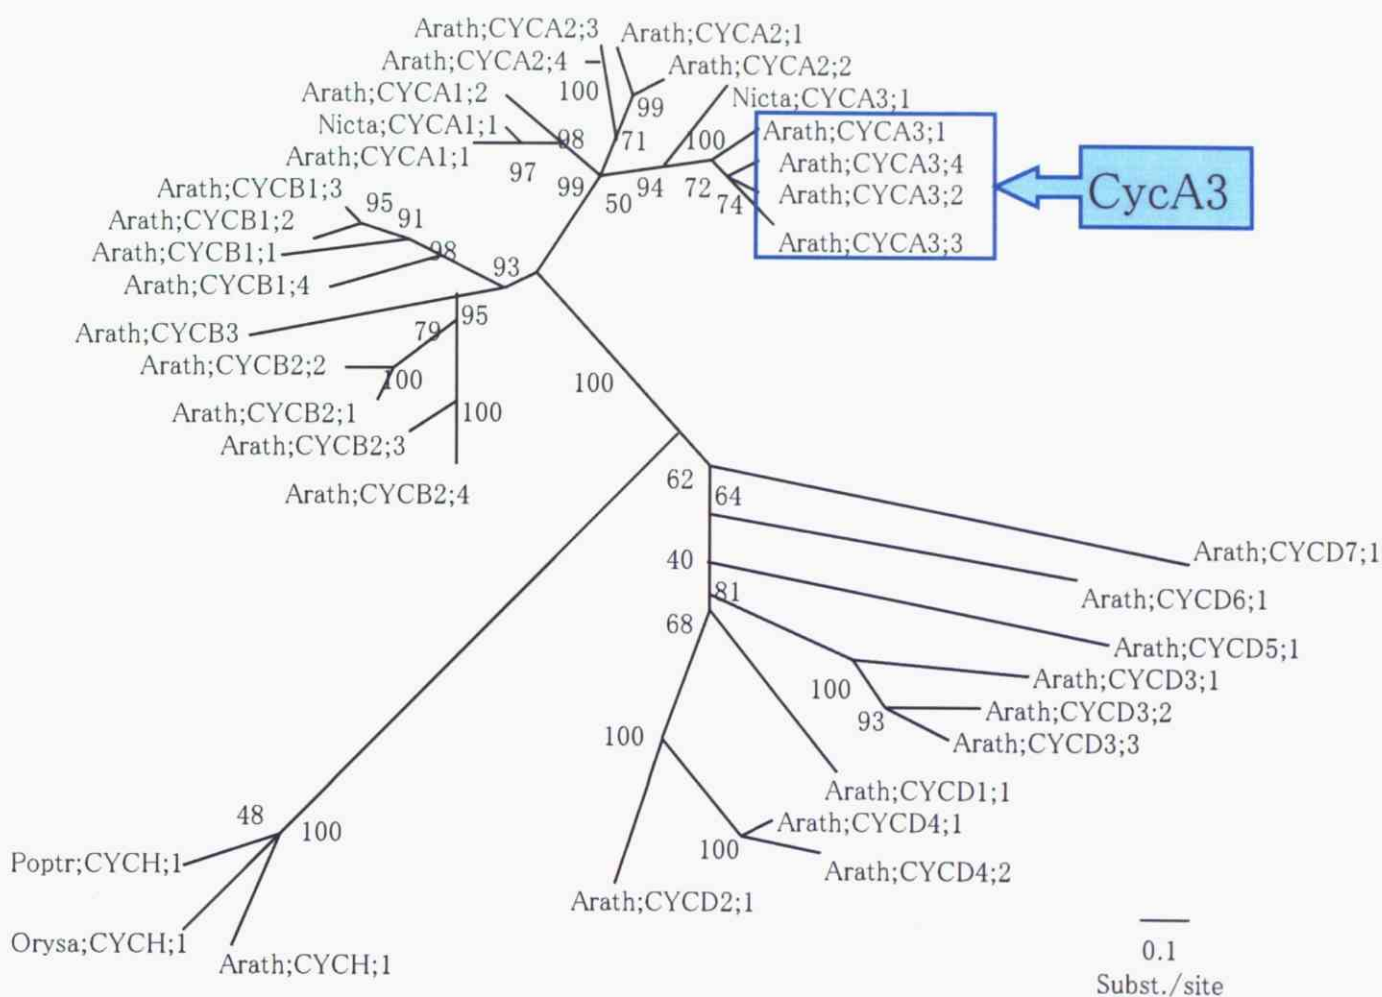 Arath;CYCA2;3
Arath;CYCA2;1
Arath;CYCA2;4
Arath;CYCA2;2
100
99
Arath;CYCA1;2
Nicta;CYCA3;1
Nicta;CYCA1;1
98
71
100
Arath;CYCA3;1
Arath;CYCA1;1
97
99
50
94
72
74
Arath;CYCA3;4
Arath;CYCA3;2
Arath;CYCA3;3
CycA3
Arath;CYCB1;3
95
91
Arath;CYCB1;2
Arath;CYCB1;1
98
93
Arath;CYCB1;4
Arath;CYCB3
95
79
Arath;CYCB2;2
100
Arath;CYCB2;1
100
Arath;CYCB2;3
Arath;CYCB2;4
100
62
64
Arath;CYCD7;1
40
81
Arath;CYCD6;1
68
Arath;CYCD5;1
Arath;CYCD3;1
100
93
Arath;CYCD3;2
Arath;CYCD3;3
100
Arath;CYCD1;1
Arath;CYCD4;1
100
Arath;CYCD4;2
Arath;CYCD2;1
48
100
Poptr;CYCH;1
Orysa;CYCH;1
Arath;CYCH;1
0.1
Subst./site